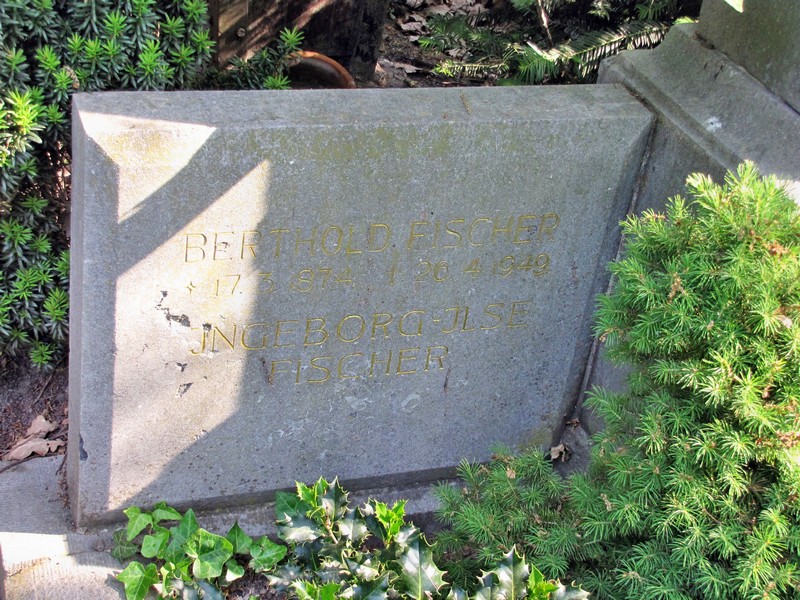 BERTHOLD FISCHER
* 17.3.1874 † 26.4.1949
JNGEBORG-JLSE
FISCHER